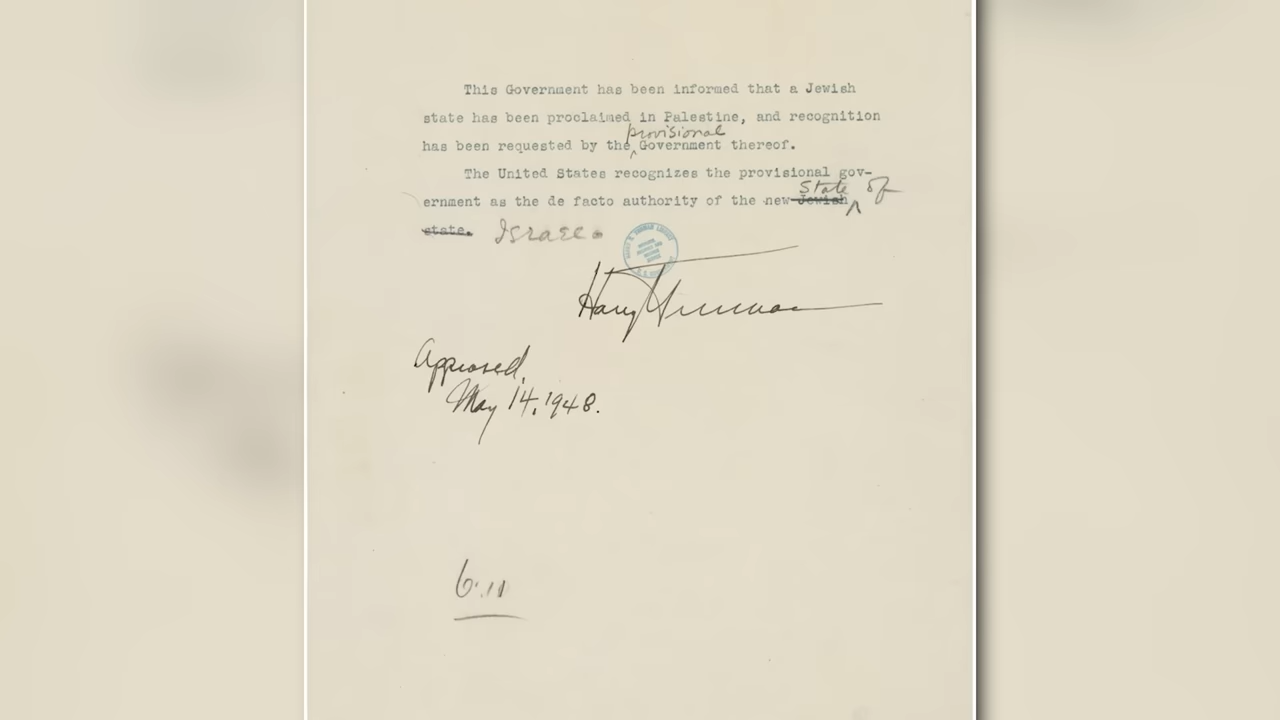 This Government has been informed that a Jewish
state has been proclaimed in Palestine, and recognition
provisional
has been requested by the ^ Government thereof.
The United States recognizes the provisional gov-
State of
ernment as the de facto authority of the new Jewish ^
state. Israel.
Harry Truman
Approved,
May 14, 1948.
6.11